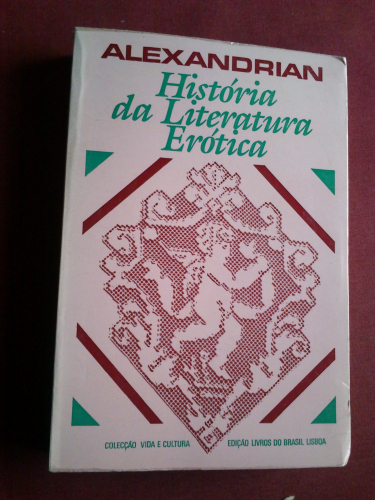 ALEXANDRIAN
História
da Literatura
Erótica
COLECÇÃO VIDA E CULTURA EDIÇÃO LIVROS DO BRASIL LISBOA